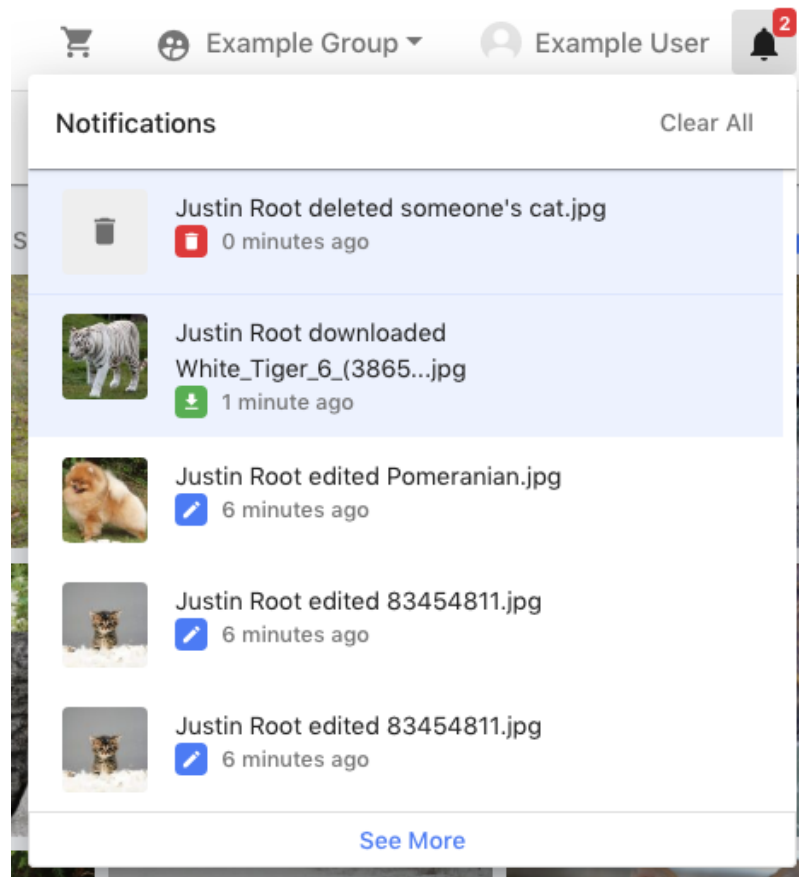 Example Group
Example User
2
Notifications
Clear All
S
Justin Root deleted someone's cat.jpg
0 minutes ago
Justin Root downloaded
White_Tiger_6_(3865...jpg
1 minute ago
Justin Root edited Pomeranian.jpg
6 minutes ago
Justin Root edited 83454811.jpg
6 minutes ago
Justin Root edited 83454811.jpg
6 minutes ago
See More